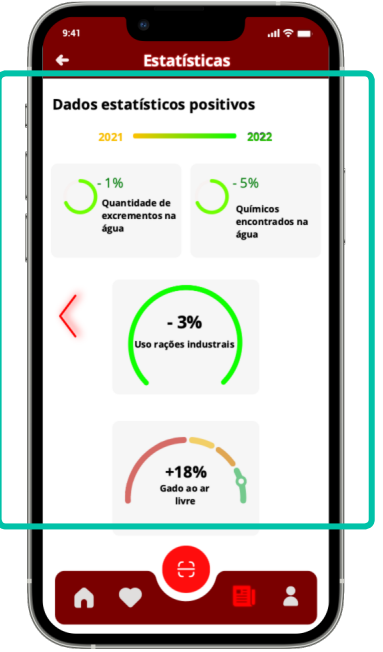 9:41
Estatísticas
Dados estatísticos positivos
2021 2022
- 1%
Quantidade de
excrementos na
água
- 5%
Químicos
encontrados na
água
- 3%
Uso rações industrais
+18%
Gado ao ar
livre